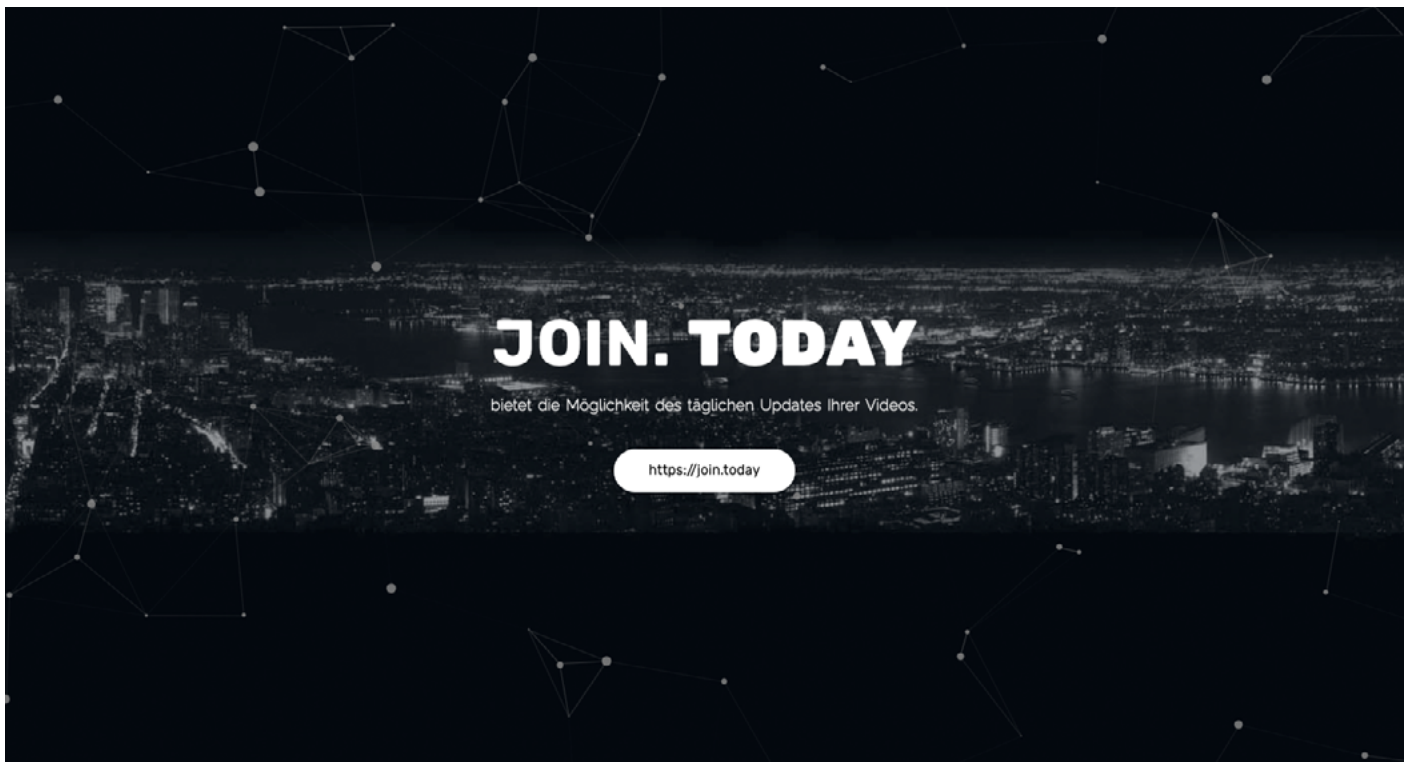 JOIN. TODAY
bietet die Möglichkeit des täglichen Updates Ihrer Videos.
https://join.today